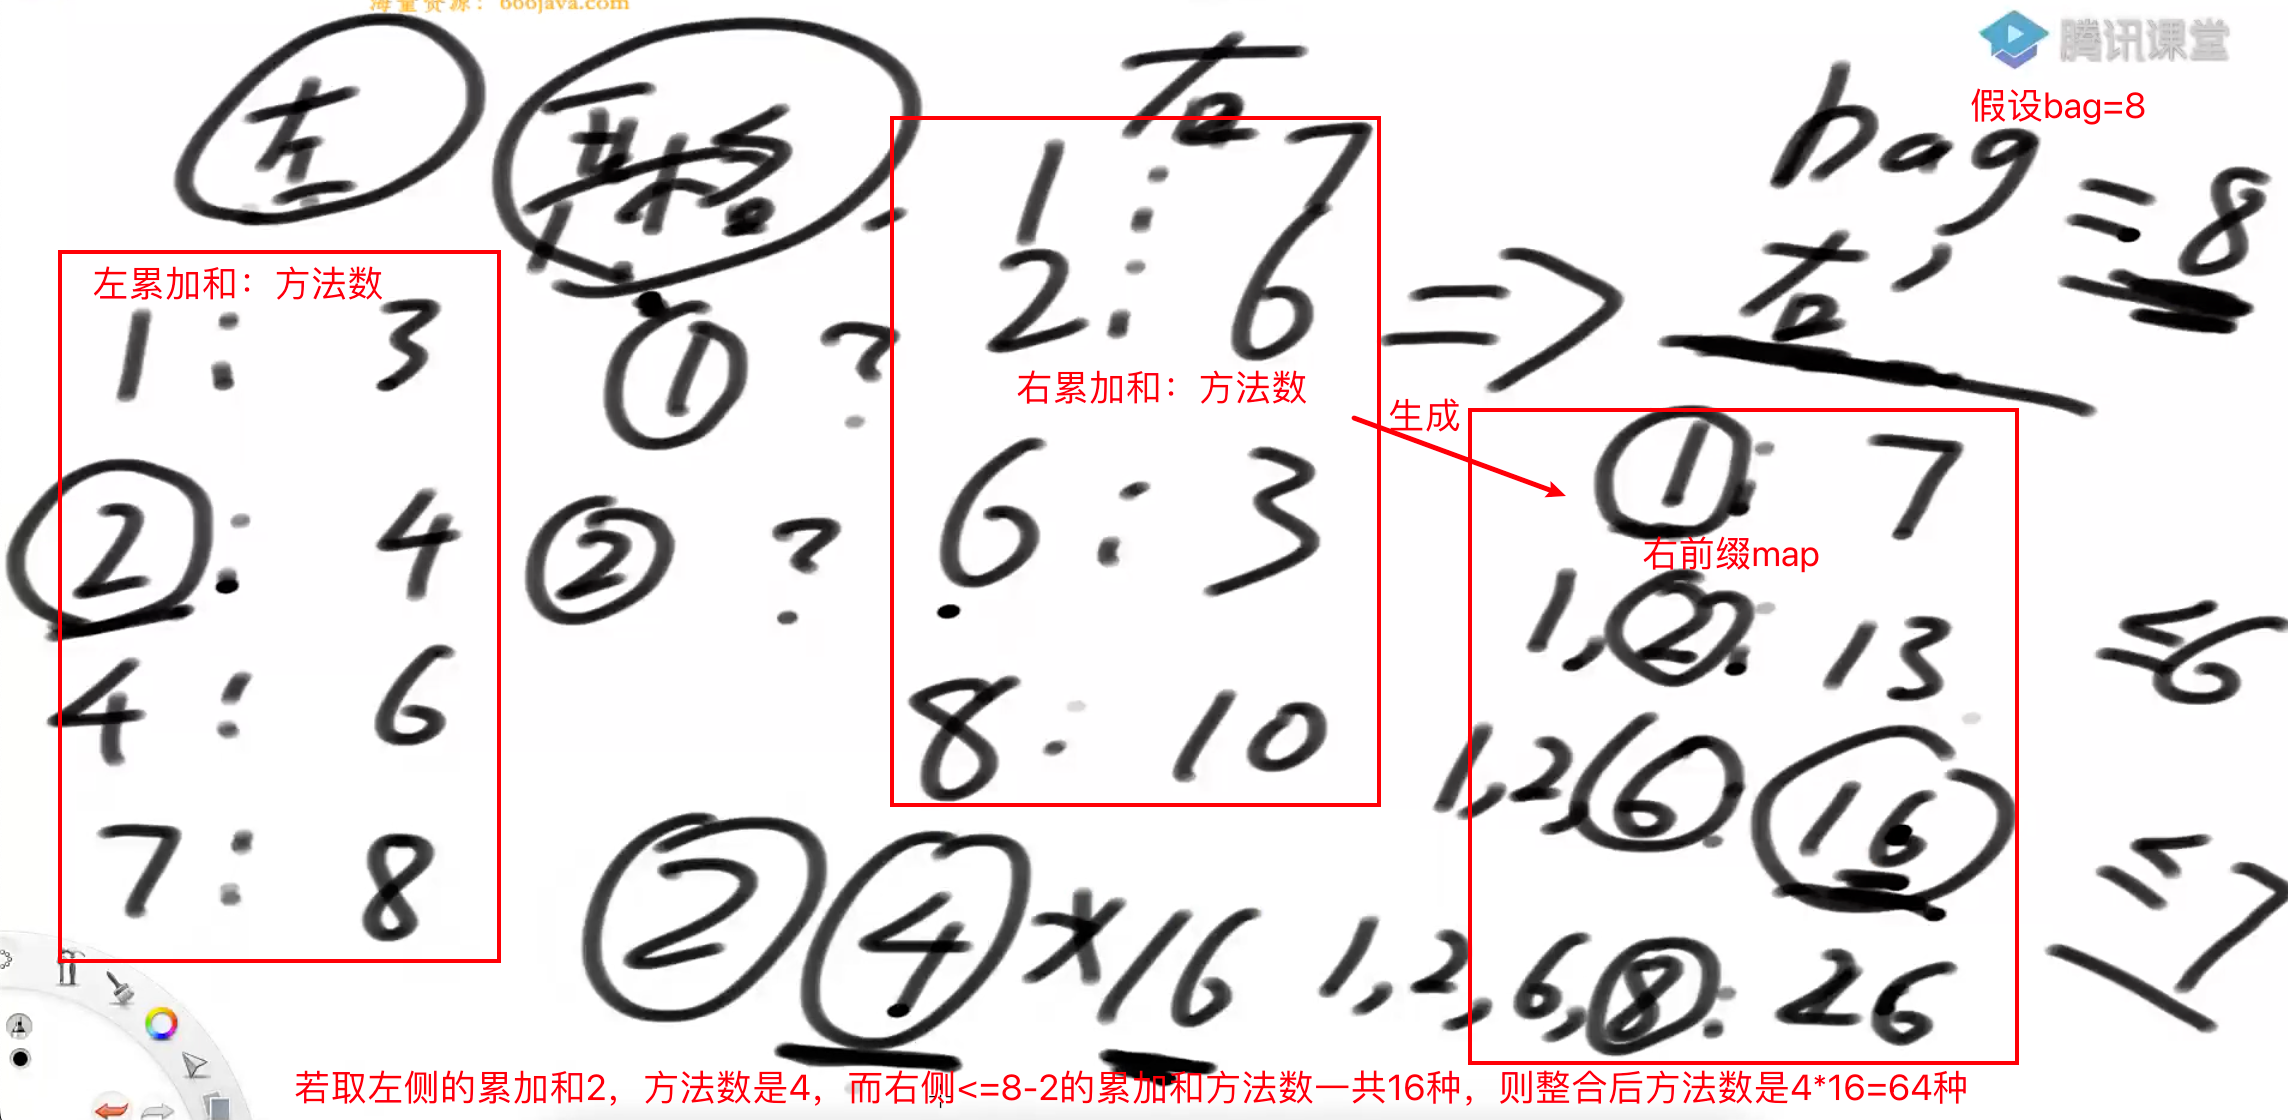 海量资源：666java.com
腾讯课堂
左
右
bag = 8
假设bag=8
1 : 7
2 : 6
右累加和：方法数
6 : 3
8 : 10
左累加和：方法数
1 : 3
2 : 4
4 : 6
7 : 8
① ?
② ?
=> 右'
生成
1 : 7
右前缀map
1,2 : 13
≤6
1,2,6 : 16
≤7
1,2,6,8 : 26
2 4 × 16
若取左侧的累加和2，方法数是4，而右侧<=8-2的累加和方法数一共16种，则整合后方法数是4*16=64种